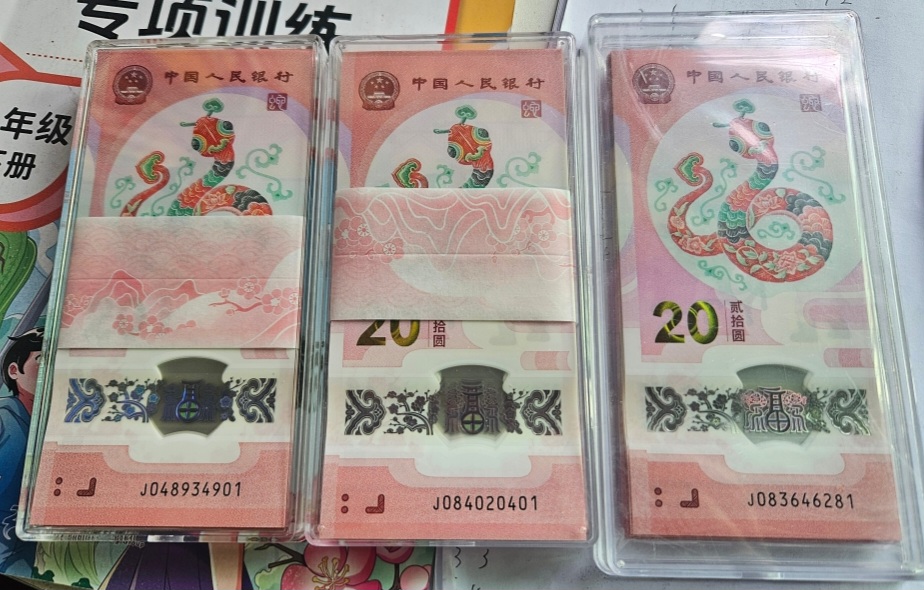 专项训练
年级
册
中国人民银行
20
J048934901
中国人民银行
20
拾
圆
J084020401
中国人民银行
20
贰
拾
圆
J083646281